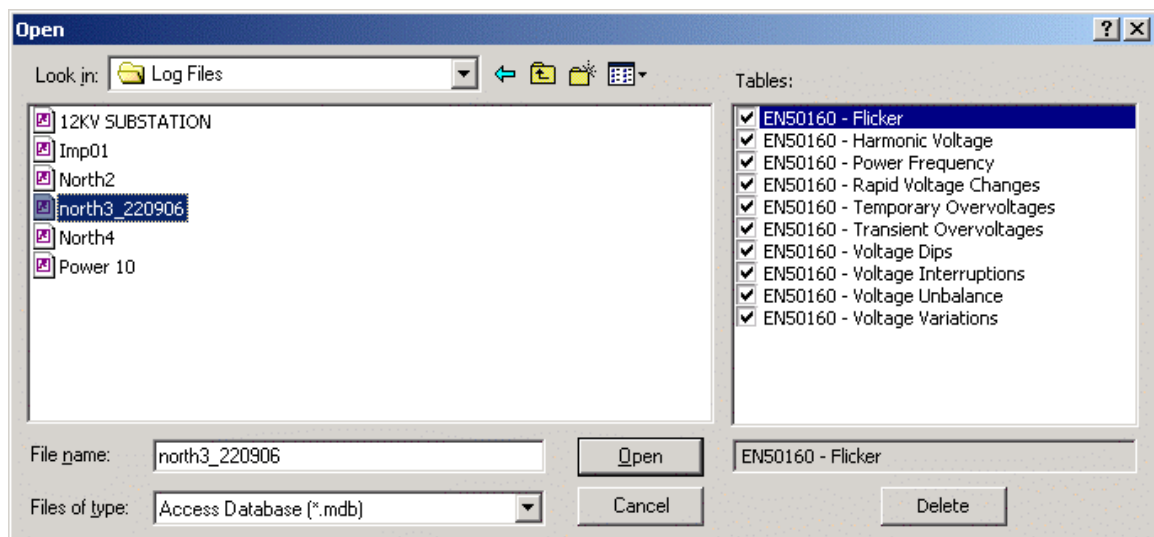 Open
Look in: Log Files
Tables:
12KV SUBSTATION
Imp01
North2
north3_220906
North4
Power 10
EN50160 - Flicker
EN50160 - Harmonic Voltage
EN50160 - Power Frequency
EN50160 - Rapid Voltage Changes
EN50160 - Temporary Overvoltages
EN50160 - Transient Overvoltages
EN50160 - Voltage Dips
EN50160 - Voltage Interruptions
EN50160 - Voltage Unbalance
EN50160 - Voltage Variations
File name: north3_220906 Open EN50160 - Flicker
Files of type: Access Database (*.mdb) Cancel Delete